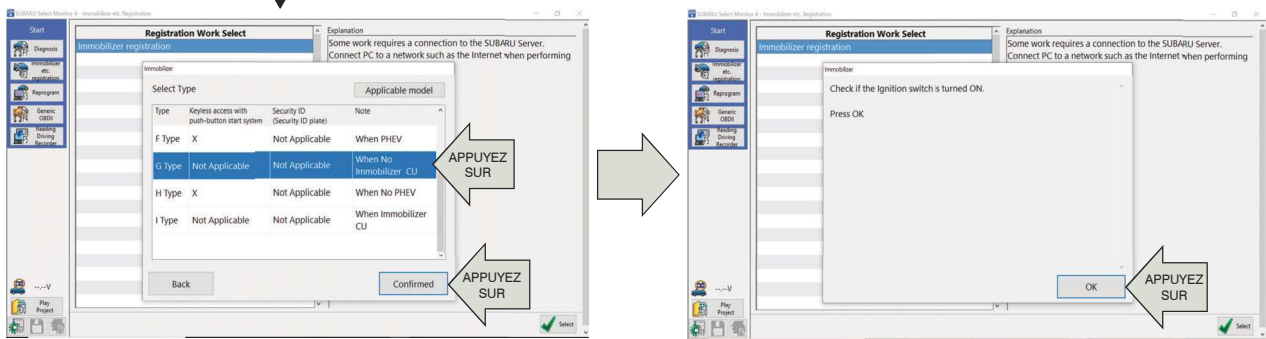 SUBARU Select Monitor 4 - Immobilizer etc. Registration
Start
Diagnosis
Immobilizer
etc.
registration
Reprogram
Generic
OBDII
Reading
Driving
Recorder
--.--V
Play
Project
Registration Work Select
Immobilizer registration
Explanation
Some work requires a connection to the SUBARU Server.
Connect PC to a network such as the Internet when performing
Immobilizer
Select Type
Applicable model
Type Keyless access with push-button start system Security ID (Security ID plate) Note
F Type X Not Applicable When PHEV
G Type Not Applicable Not Applicable When No Immobilizer CU
H Type X Not Applicable When No PHEV
I Type Not Applicable Not Applicable When Immobilizer CU
Back
Confirmed
APPUYEZ
SUR
APPUYEZ
SUR
Select
SUBARU Select Monitor 4 - Immobilizer etc. Registration
Start
Diagnosis
Immobilizer
etc.
registration
Reprogram
Generic
OBDII
Reading
Driving
Recorder
--.--V
Play
Project
Registration Work Select
Immobilizer registration
Explanation
Some work requires a connection to the SUBARU Server.
Connect PC to a network such as the Internet when performing
Immobilizer
Check if the Ignition switch is turned ON.
Press OK
OK
APPUYEZ
SUR
Select